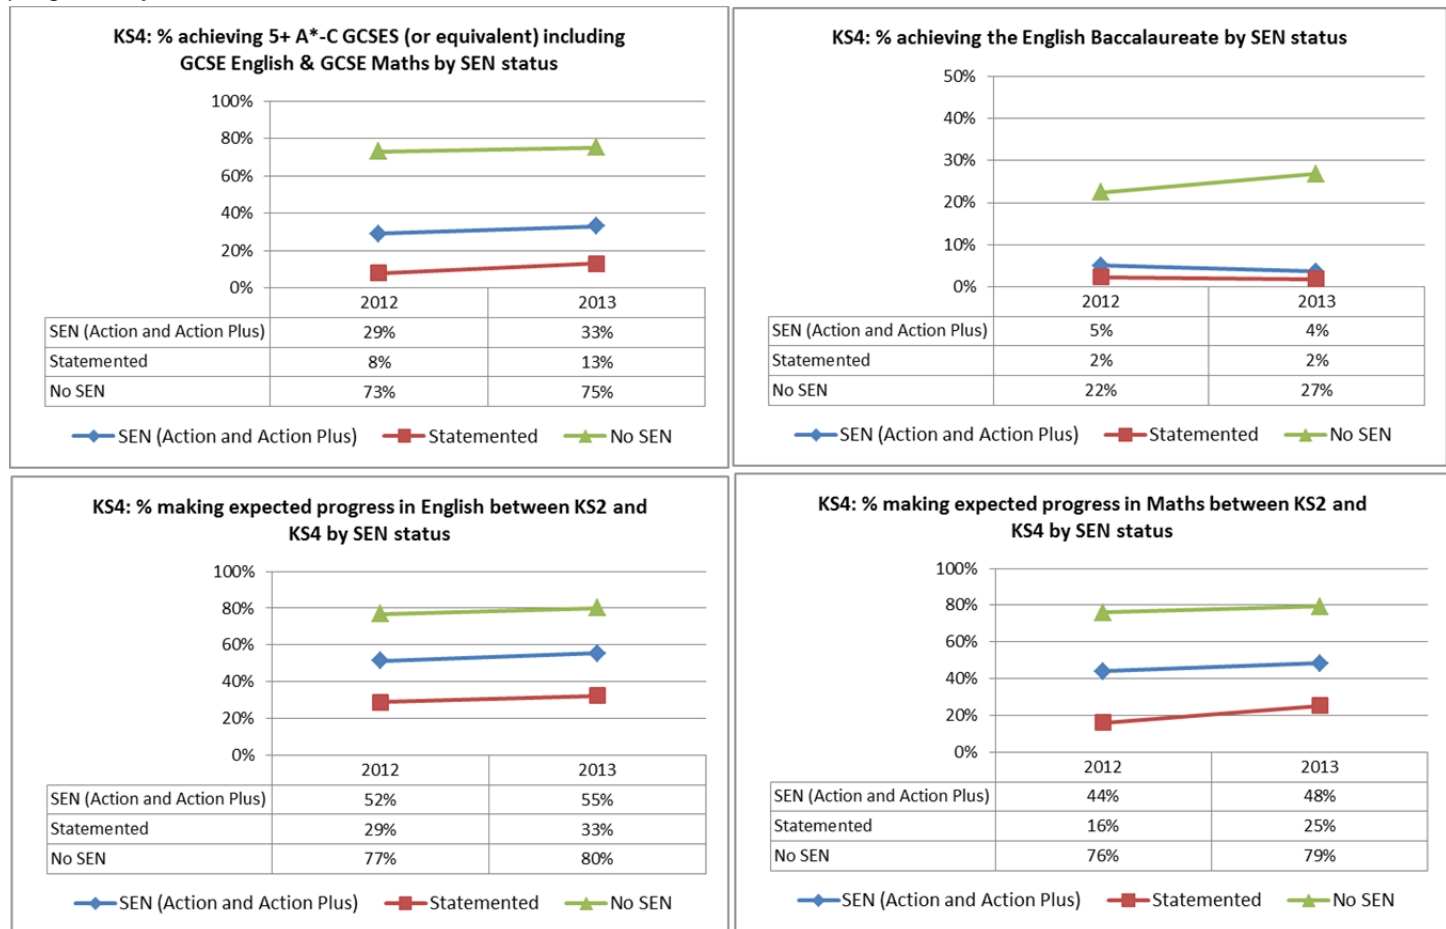 KS4: % achieving 5+ A*-C GCSES (or equivalent) including
GCSE English & GCSE Maths by SEN status
100%
80%
60%
40%
20%
0%
2012 2013
SEN (Action and Action Plus) 29% 33%
Statemented 8% 13%
No SEN 73% 75%
SEN (Action and Action Plus) Statemented No SEN
KS4: % achieving the English Baccalaureate by SEN status
50%
40%
30%
20%
10%
0%
2012 2013
SEN (Action and Action Plus) 5% 4%
Statemented 2% 2%
No SEN 22% 27%
SEN (Action and Action Plus) Statemented No SEN
KS4: % making expected progress in English between KS2 and
KS4 by SEN status
100%
80%
60%
40%
20%
0%
2012 2013
SEN (Action and Action Plus) 52% 55%
Statemented 29% 33%
No SEN 77% 80%
SEN (Action and Action Plus) Statemented No SEN
KS4: % making expected progress in Maths between KS2 and
KS4 by SEN status
100%
80%
60%
40%
20%
0%
2012 2013
SEN (Action and Action Plus) 44% 48%
Statemented 16% 25%
No SEN 76% 79%
SEN (Action and Action Plus) Statemented No SEN